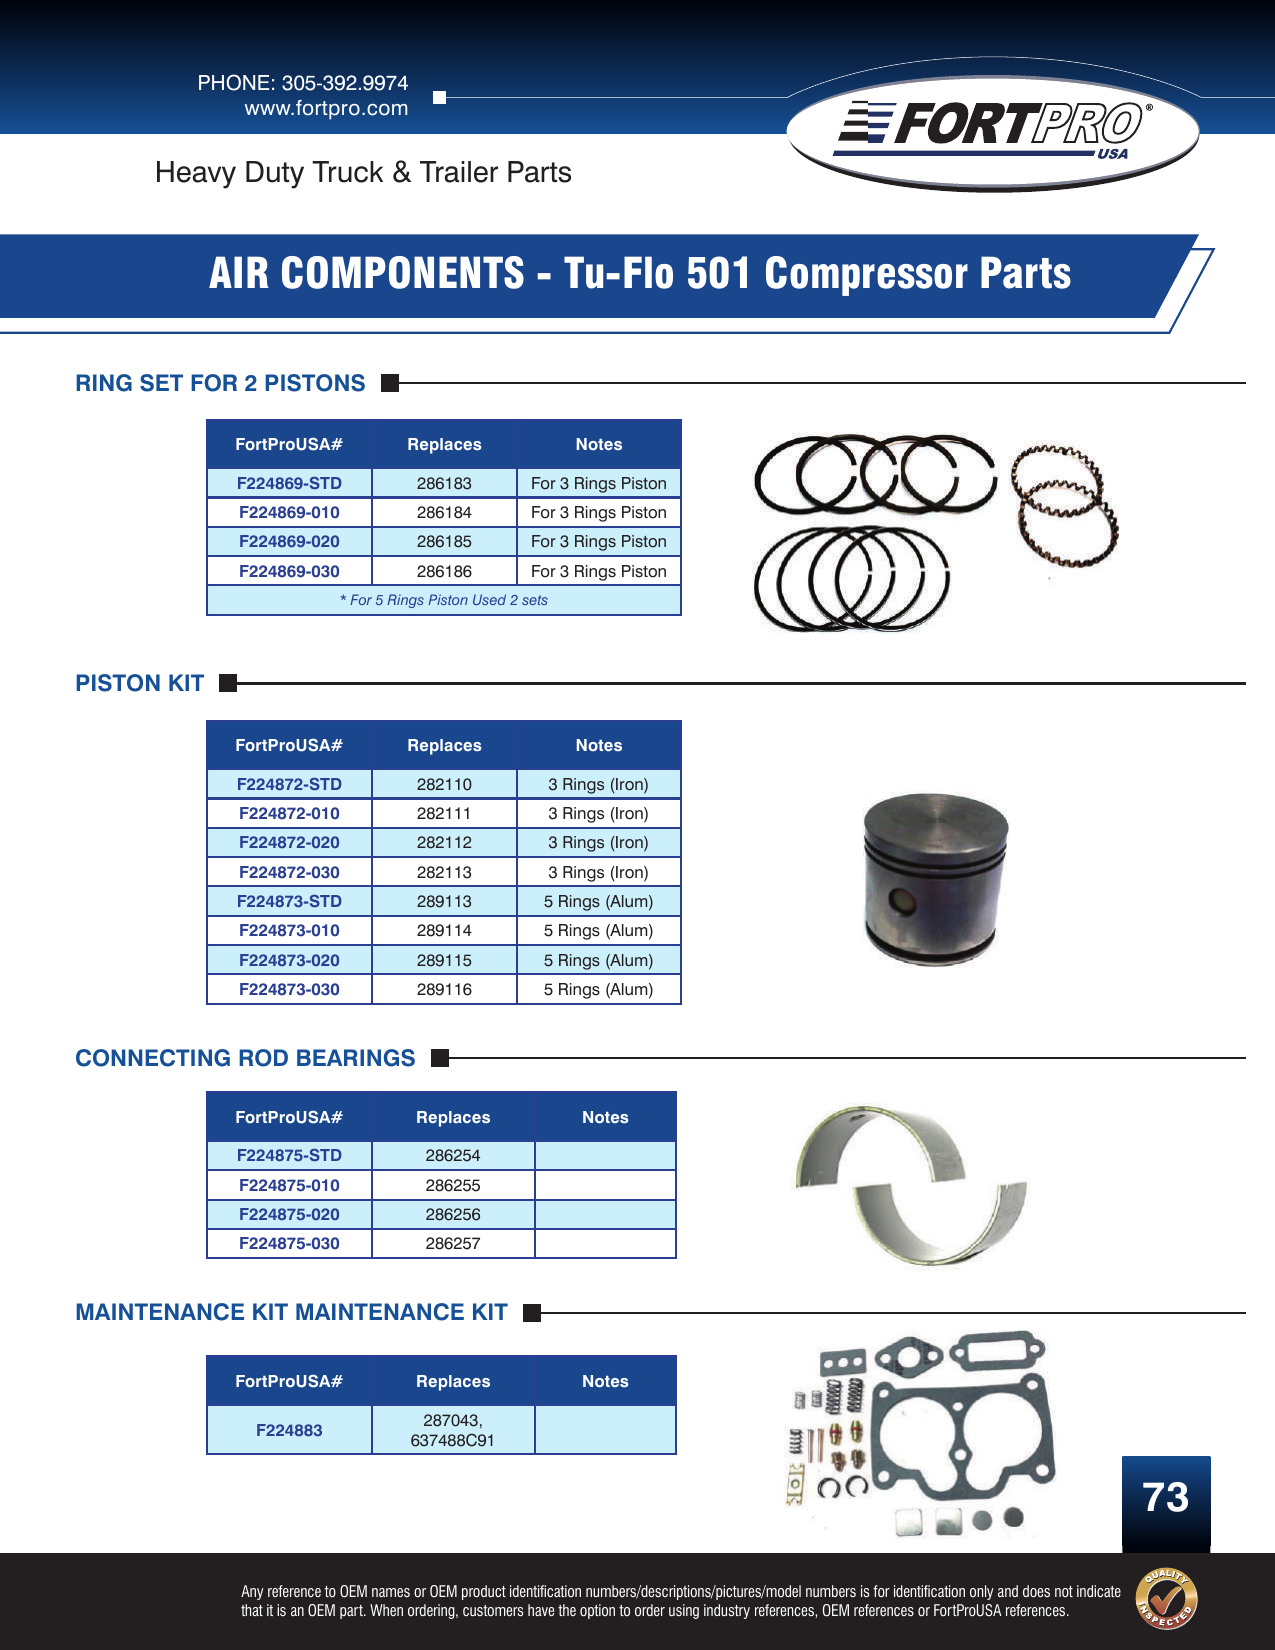 PHONE: 305-392.9974
www.fortpro.com
FORTPRO®
USA
Heavy Duty Truck & Trailer Parts
AIR COMPONENTS - Tu-Flo 501 Compressor Parts
RING SET FOR 2 PISTONS
FortProUSA# Replaces Notes
F224869-STD 286183 For 3 Rings Piston
F224869-010 286184 For 3 Rings Piston
F224869-020 286185 For 3 Rings Piston
F224869-030 286186 For 3 Rings Piston
* For 5 Rings Piston Used 2 sets
PISTON KIT
FortProUSA# Replaces Notes
F224872-STD 282110 3 Rings (Iron)
F224872-010 282111 3 Rings (Iron)
F224872-020 282112 3 Rings (Iron)
F224872-030 282113 3 Rings (Iron)
F224873-STD 289113 5 Rings (Alum)
F224873-010 289114 5 Rings (Alum)
F224873-020 289115 5 Rings (Alum)
F224873-030 289116 5 Rings (Alum)
CONNECTING ROD BEARINGS
FortProUSA# Replaces Notes
F224875-STD 286254
F224875-010 286255
F224875-020 286256
F224875-030 286257
MAINTENANCE KIT MAINTENANCE KIT
FortProUSA# Replaces Notes
F224883 287043,
637488C91
73
Any reference to OEM names or OEM product identification numbers/descriptions/pictures/model numbers is for identification only and does not indicate
that it is an OEM part. When ordering, customers have the option to order using industry references, OEM references or FortProUSA references.
QUALITY
INSPECTED